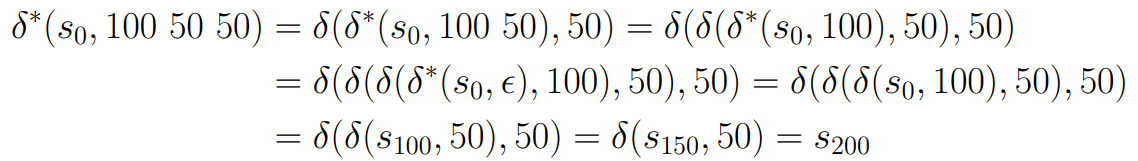 δ*(s₀, 100 50 50) = δ(δ*(s₀, 100 50), 50) = δ(δ(δ*(s₀, 100), 50), 50)
= δ(δ(δ(δ*(s₀, ϵ), 100), 50), 50) = δ(δ(δ(s₀, 100), 50), 50)
= δ(δ(s₁₀₀, 50), 50) = δ(s₁₅₀, 50) = s₂₀₀